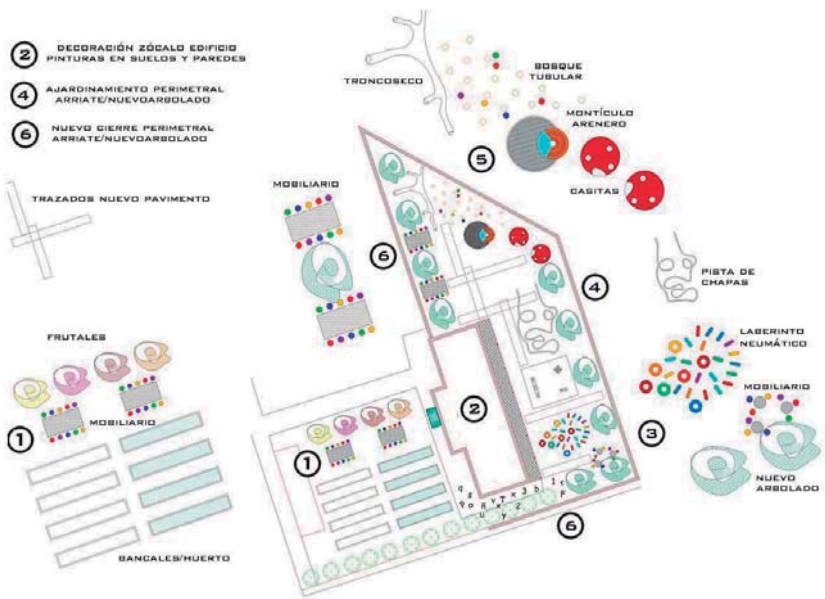 2
DECORACIÓN ZÓCALO EDIFICIO
PINTURAS EN SUELOS Y PAREDES
4
AJARDINAMIENTO PERIMETRAL
ARRIATE/NUEVOARBOLADO
6
NUEVO CIERRE PERIMETRAL
ARRIATE/NUEVOARBOLADO
TRAZADOS NUEVO PAVIMENTO
TRONCOSECO
BOSQUE
TUBULAR
MONTÍCULO
ARENERO
5
CASITAS
MOBILIARIO
6
4
PISTA DE
CHAPAS
LABERINTO
NEUMÁTICO
MOBILIARIO
3
NUEVO
ARBOLADO
FRUTALES
1
MOBILIARIO
BANCALES/HUERTO
1
2
6